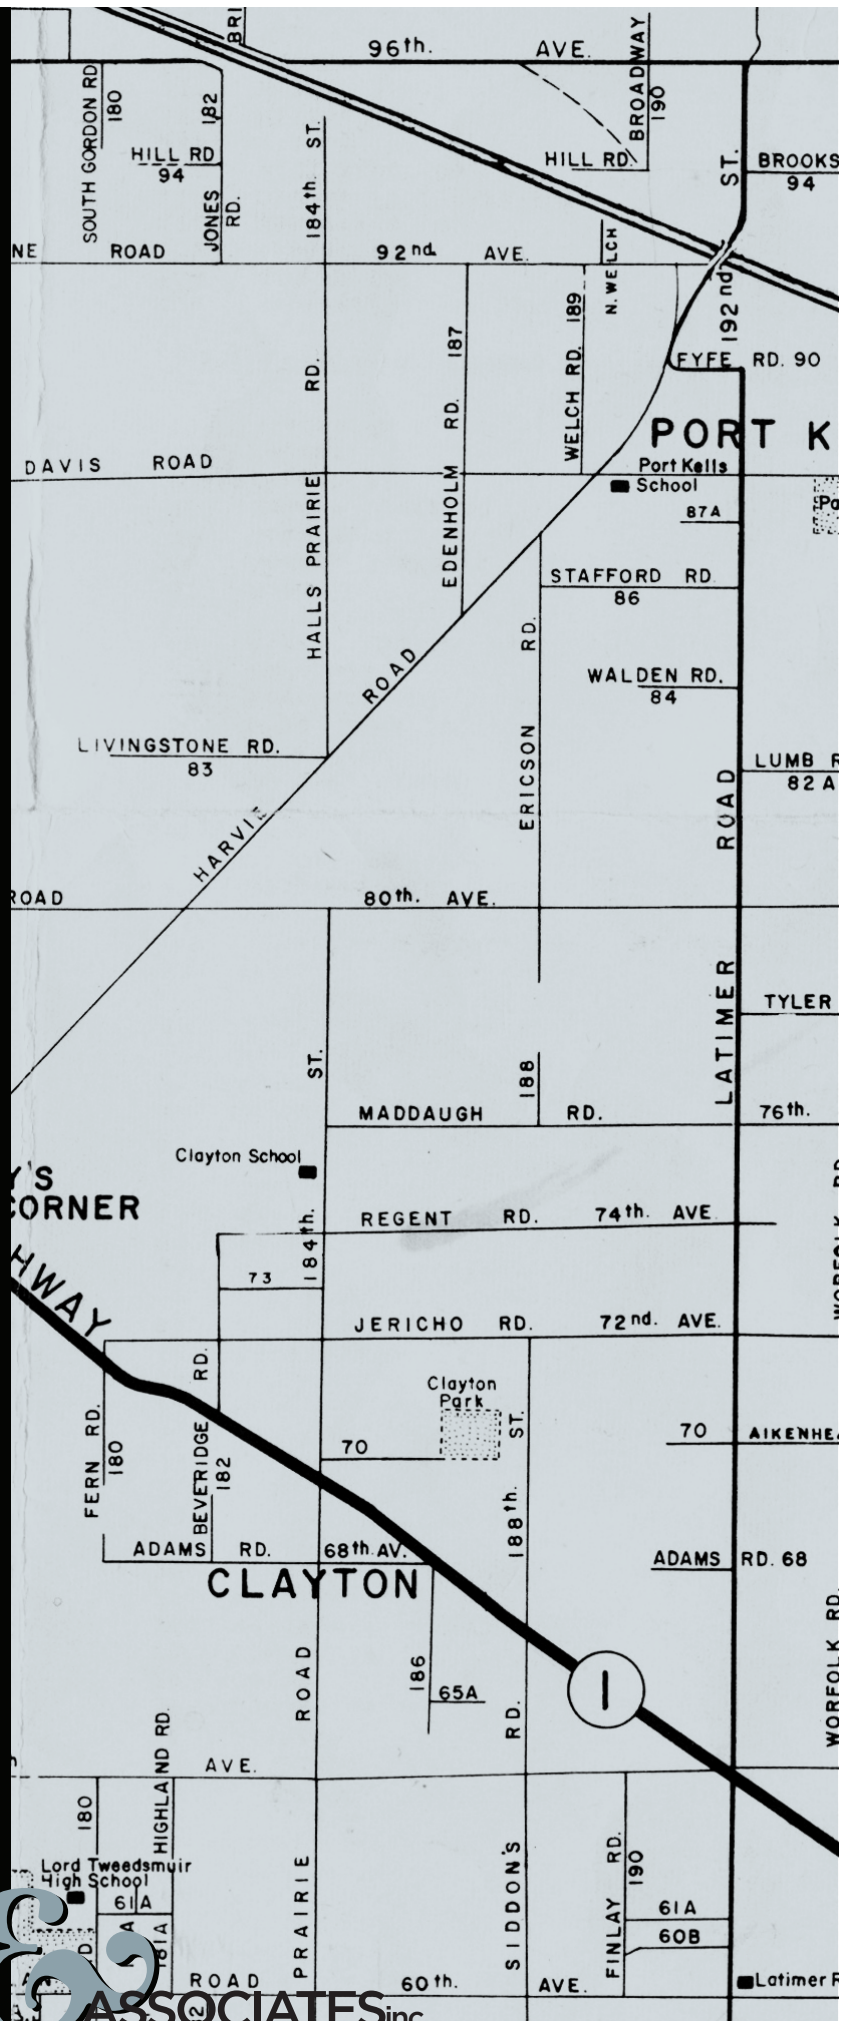 BRI
96th. AVE.
BROADWAY
190
SOUTH GORDON RD
180
182
HILL RD.
94
JONES RD.
184th ST.
HILL RD.
ST.
BROOKS
94
NE ROAD
92nd AVE.
N. WELCH
192nd
187
WELCH RD. 189
FYFE RD. 90
RD.
PORT K
DAVIS ROAD
Port Kells
School
Pa
87A
HALLS PRAIRIE
EDENHOLM RD.
STAFFORD RD.
86
ROAD
ERICSON RD.
WALDEN RD.
84
LIVINGSTONE RD.
83
LUMB R
82 A
HARVIE
ROAD
ROAD
80th. AVE.
LATIMER
TYLER
ST.
188
MADDAUGH RD.
76th.
Clayton School
Y'S
CORNER
REGENT RD. 74th AVE.
184th.
WORFOLK RD
73
HWAY
JERICHO RD. 72nd. AVE.
Clayton
Park
BEVERIDGE RD.
182
FERN RD.
180
70
188th. ST.
70
AIKENHEA
ADAMS RD. 68th. AV.
ADAMS RD. 68
CLAYTON
WORFOLK RD.
186
65A
1
ROAD
RD.
HIGHLAND RD.
AVE.
180
Lord Tweedsmuir
High School
61A
181A
PRAIRIE
SIDDON'S
FINLAY RD.
190
61A
60B
ROAD
60th. AVE.
Latimer R
ASSOCIATES inc